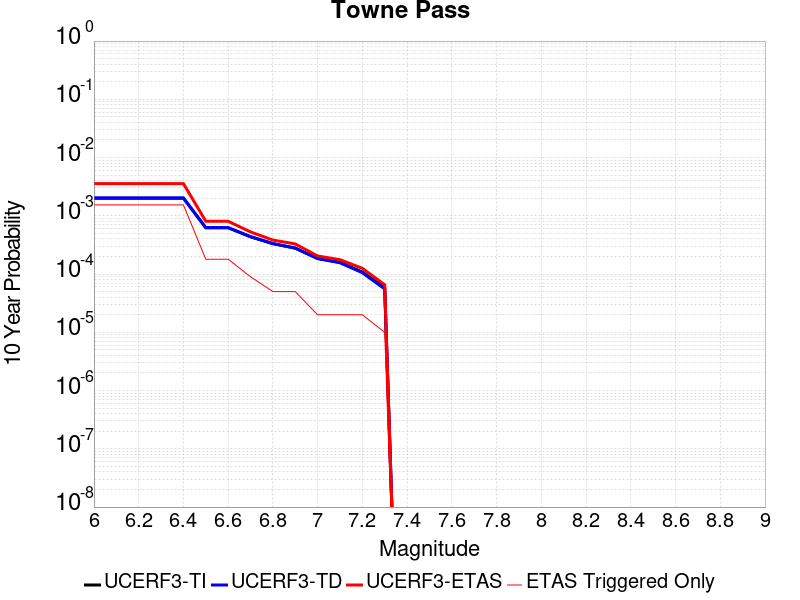 Towne Pass
10^0
10^-1
10^-2
10^-3
10^-4
10^-5
10^-6
10^-7
10^-8
10 Year Probability
6 6.2 6.4 6.6 6.8 7 7.2 7.4 7.6 7.8 8 8.2 8.4 8.6 8.8 9
Magnitude
UCERF3-TI UCERF3-TD UCERF3-ETAS ETAS Triggered Only